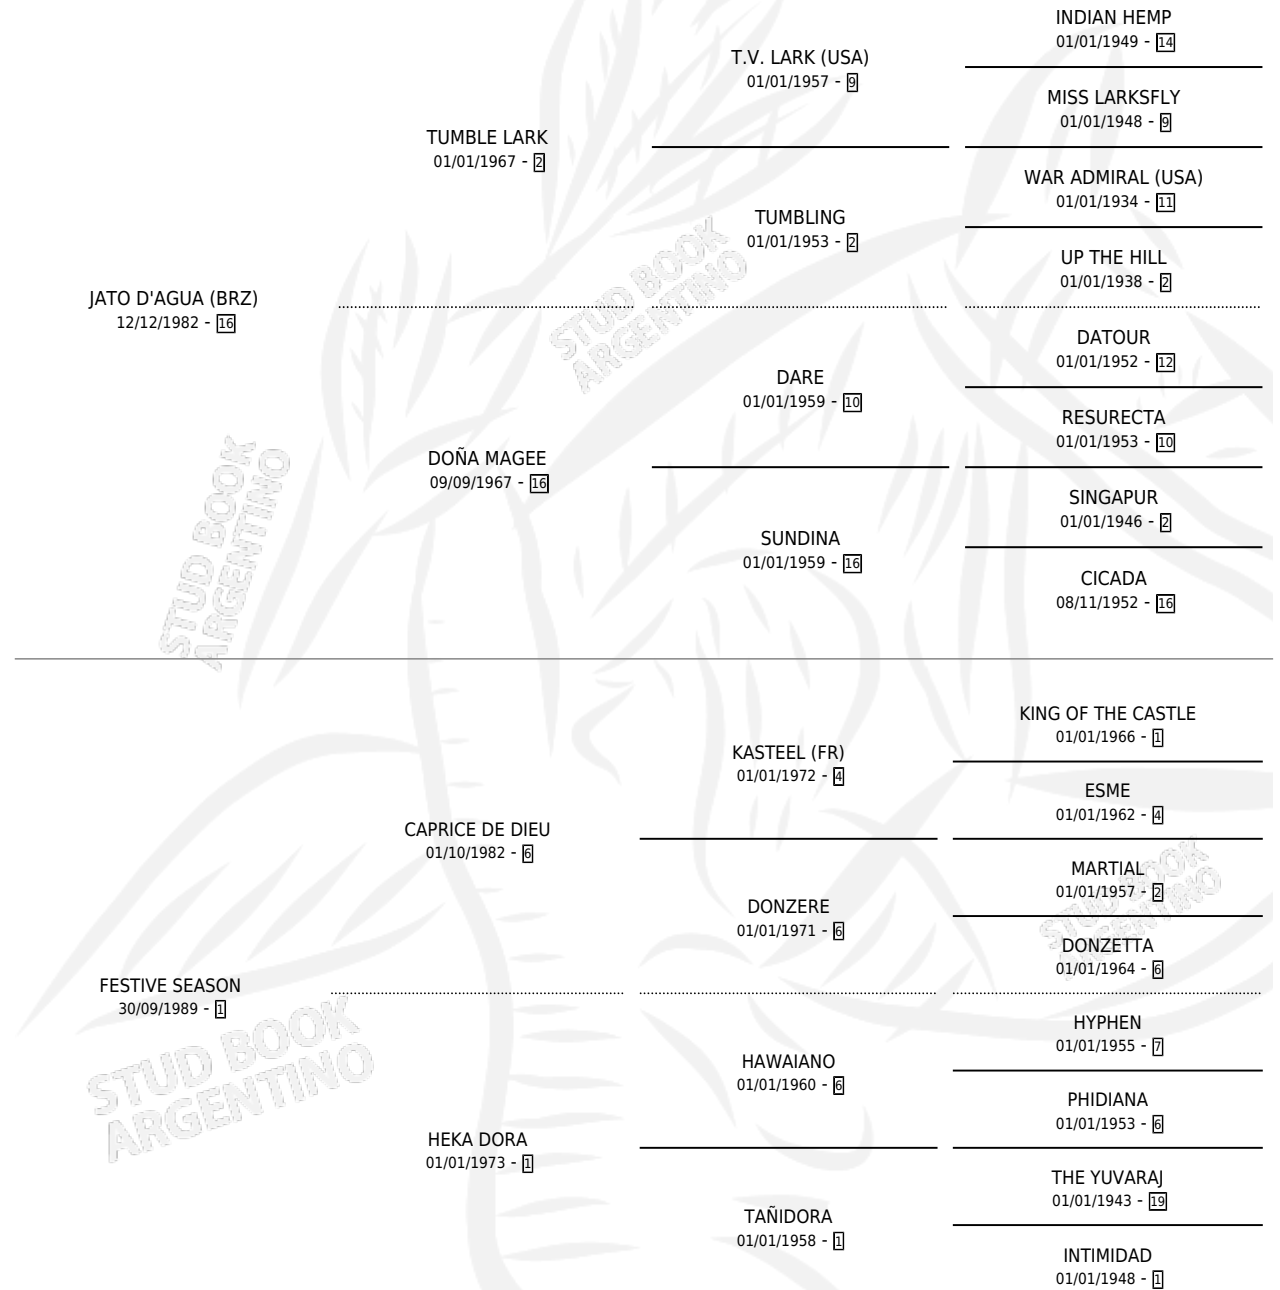 INDIAN HEMP
01/01/1949 - 14
T.V. LARK (USA)
01/01/1957 - 9
MISS LARKSFLY
01/01/1948 - 9
TUMBLE LARK
01/01/1967 - 2
WAR ADMIRAL (USA)
01/01/1934 - 11
TUMBLING
01/01/1953 - 2
UP THE HILL
01/01/1938 - 2
JATO D'AGUA (BRZ)
12/12/1982 - 16
DATOUR
01/01/1952 - 12
DARE
01/01/1959 - 10
RESURECTA
01/01/1953 - 10
DOÑA MAGEE
09/09/1967 - 16
SINGAPUR
01/01/1946 - 2
SUNDINA
01/01/1959 - 16
CICADA
08/11/1952 - 16
KING OF THE CASTLE
01/01/1966 - 1
KASTEEL (FR)
01/01/1972 - 4
ESME
01/01/1962 - 4
CAPRICE DE DIEU
01/10/1982 - 6
MARTIAL
01/01/1957 - 2
DONZERE
01/01/1971 - 6
DONZETTA
01/01/1964 - 6
FESTIVE SEASON
30/09/1989 - 1
HYPHEN
01/01/1955 - 7
HAWAIANO
01/01/1960 - 6
PHIDIANA
01/01/1953 - 6
HEKA DORA
01/01/1973 - 1
THE YUVARAJ
01/01/1943 - 19
TAÑIDORA
01/01/1958 - 1
INTIMIDAD
01/01/1948 - 1
STUD BOOK
ARGENTINO
STUD BOOK
ARGENTINO
STUD BOOK
ARGENTINO
STUD BOOK
ARGENTINO